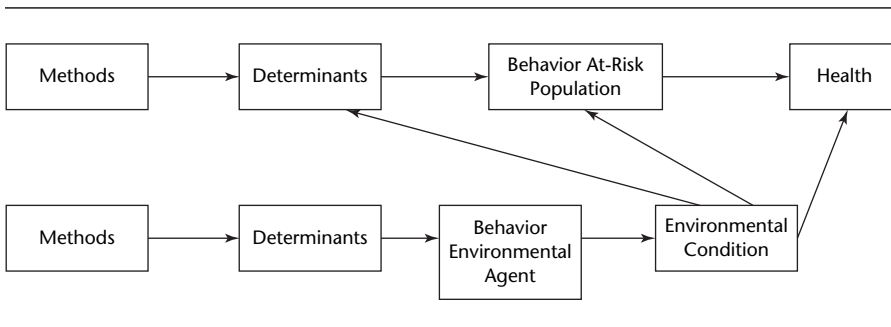 Methods
Determinants
Behavior At-Risk
Population
Health
Methods
Determinants
Behavior
Environmental
Agent
Environmental
Condition